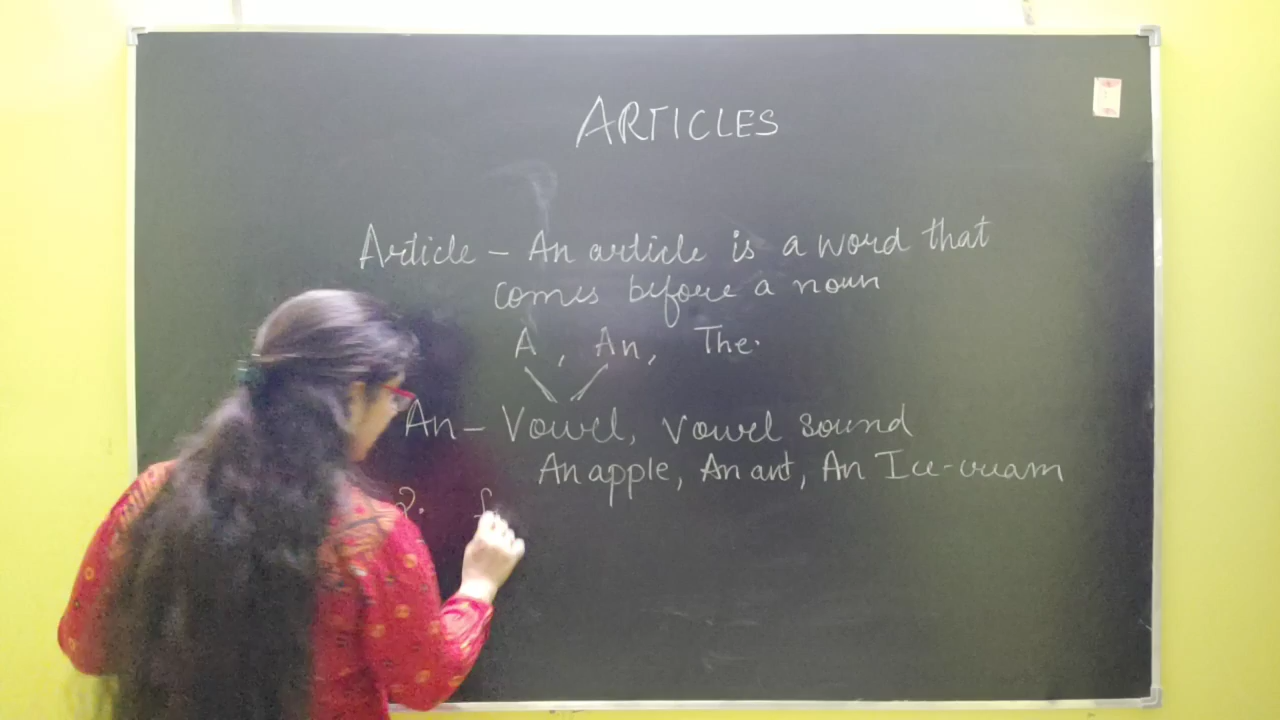 ARTICLES
Article - An article is a word that
comes before a noun
A, An, The.
An - Vowel, vowel sound
An apple, An ant, An Ice-cream
2. f